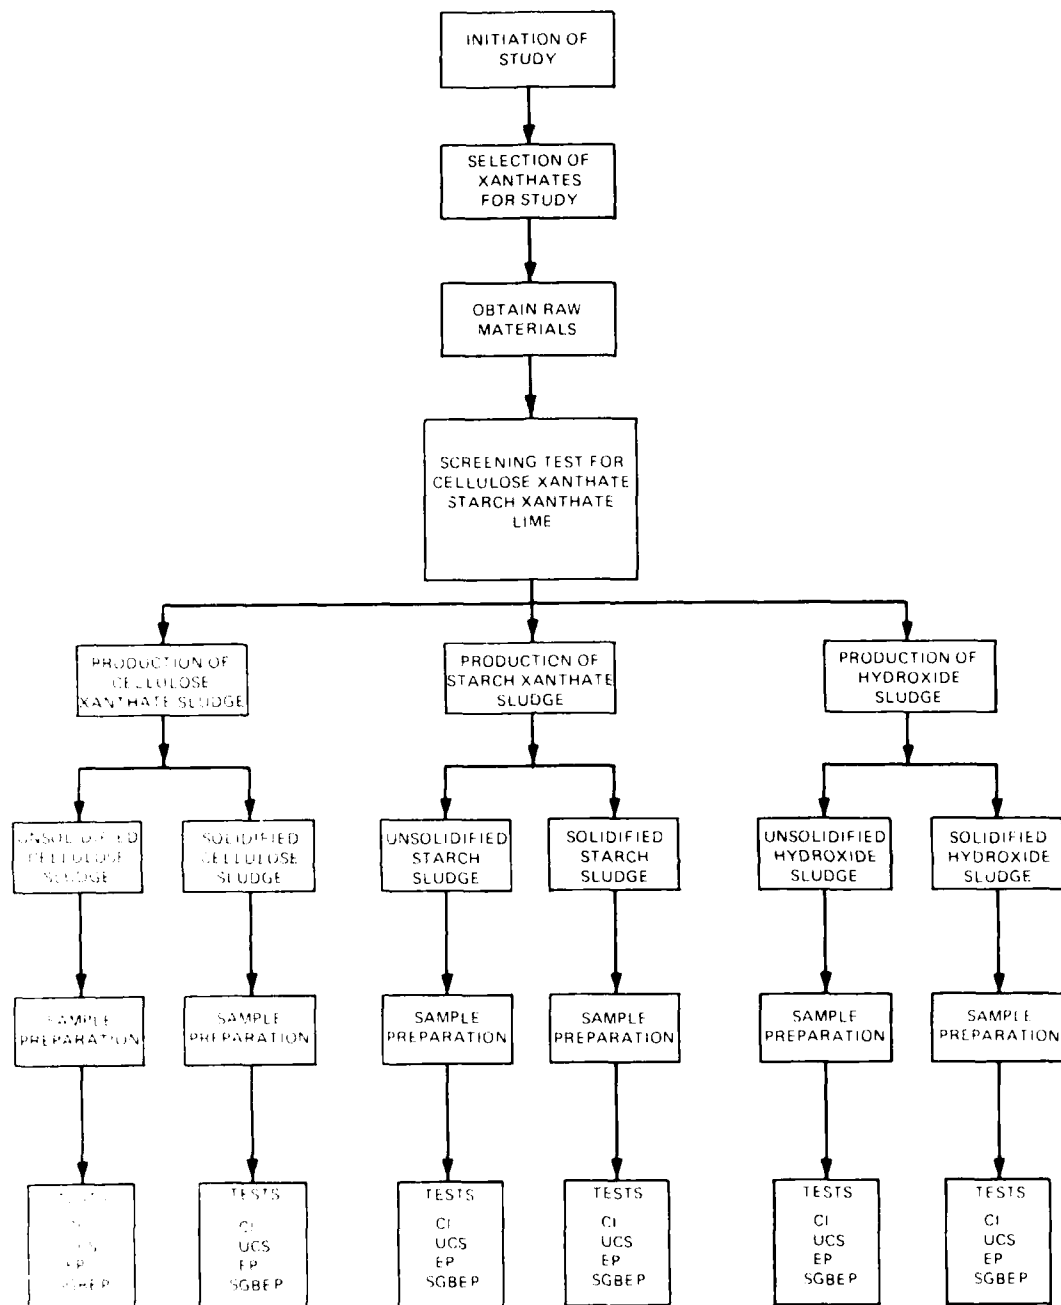 INITIATION OF
STUDY
SELECTION OF
XANTHATES
FOR STUDY
OBTAIN RAW
MATERIALS
SCREENING TEST FOR
CELLULOSE XANTHATE
STARCH XANTHATE
LIME
PRODUCTION OF
CELLULOSE
XANTHATE SLUDGE
PRODUCTION OF
STARCH XANTHATE
SLUDGE
PRODUCTION OF
HYDROXIDE
SLUDGE
UNSOLIDIFIED
CELLULOSE
SLUDGE
SOLIDIFIED
CELLULOSE
SLUDGE
UNSOLIDIFIED
STARCH
SLUDGE
SOLIDIFIED
STARCH
SLUDGE
UNSOLIDIFIED
HYDROXIDE
SLUDGE
SOLIDIFIED
HYDROXIDE
SLUDGE
SAMPLE
PREPARATION
SAMPLE
PREPARATION
SAMPLE
PREPARATION
SAMPLE
PREPARATION
SAMPLE
PREPARATION
SAMPLE
PREPARATION
TESTS
EP
SGBEP
TESTS
CI
UCS
EP
SGBEP
TESTS
CI
UCS
EP
SGBEP
TESTS
CI
UCS
EP
SGBEP
TESTS
CI
UCS
EP
SGBEP
TESTS
CI
UCS
EP
SGBEP